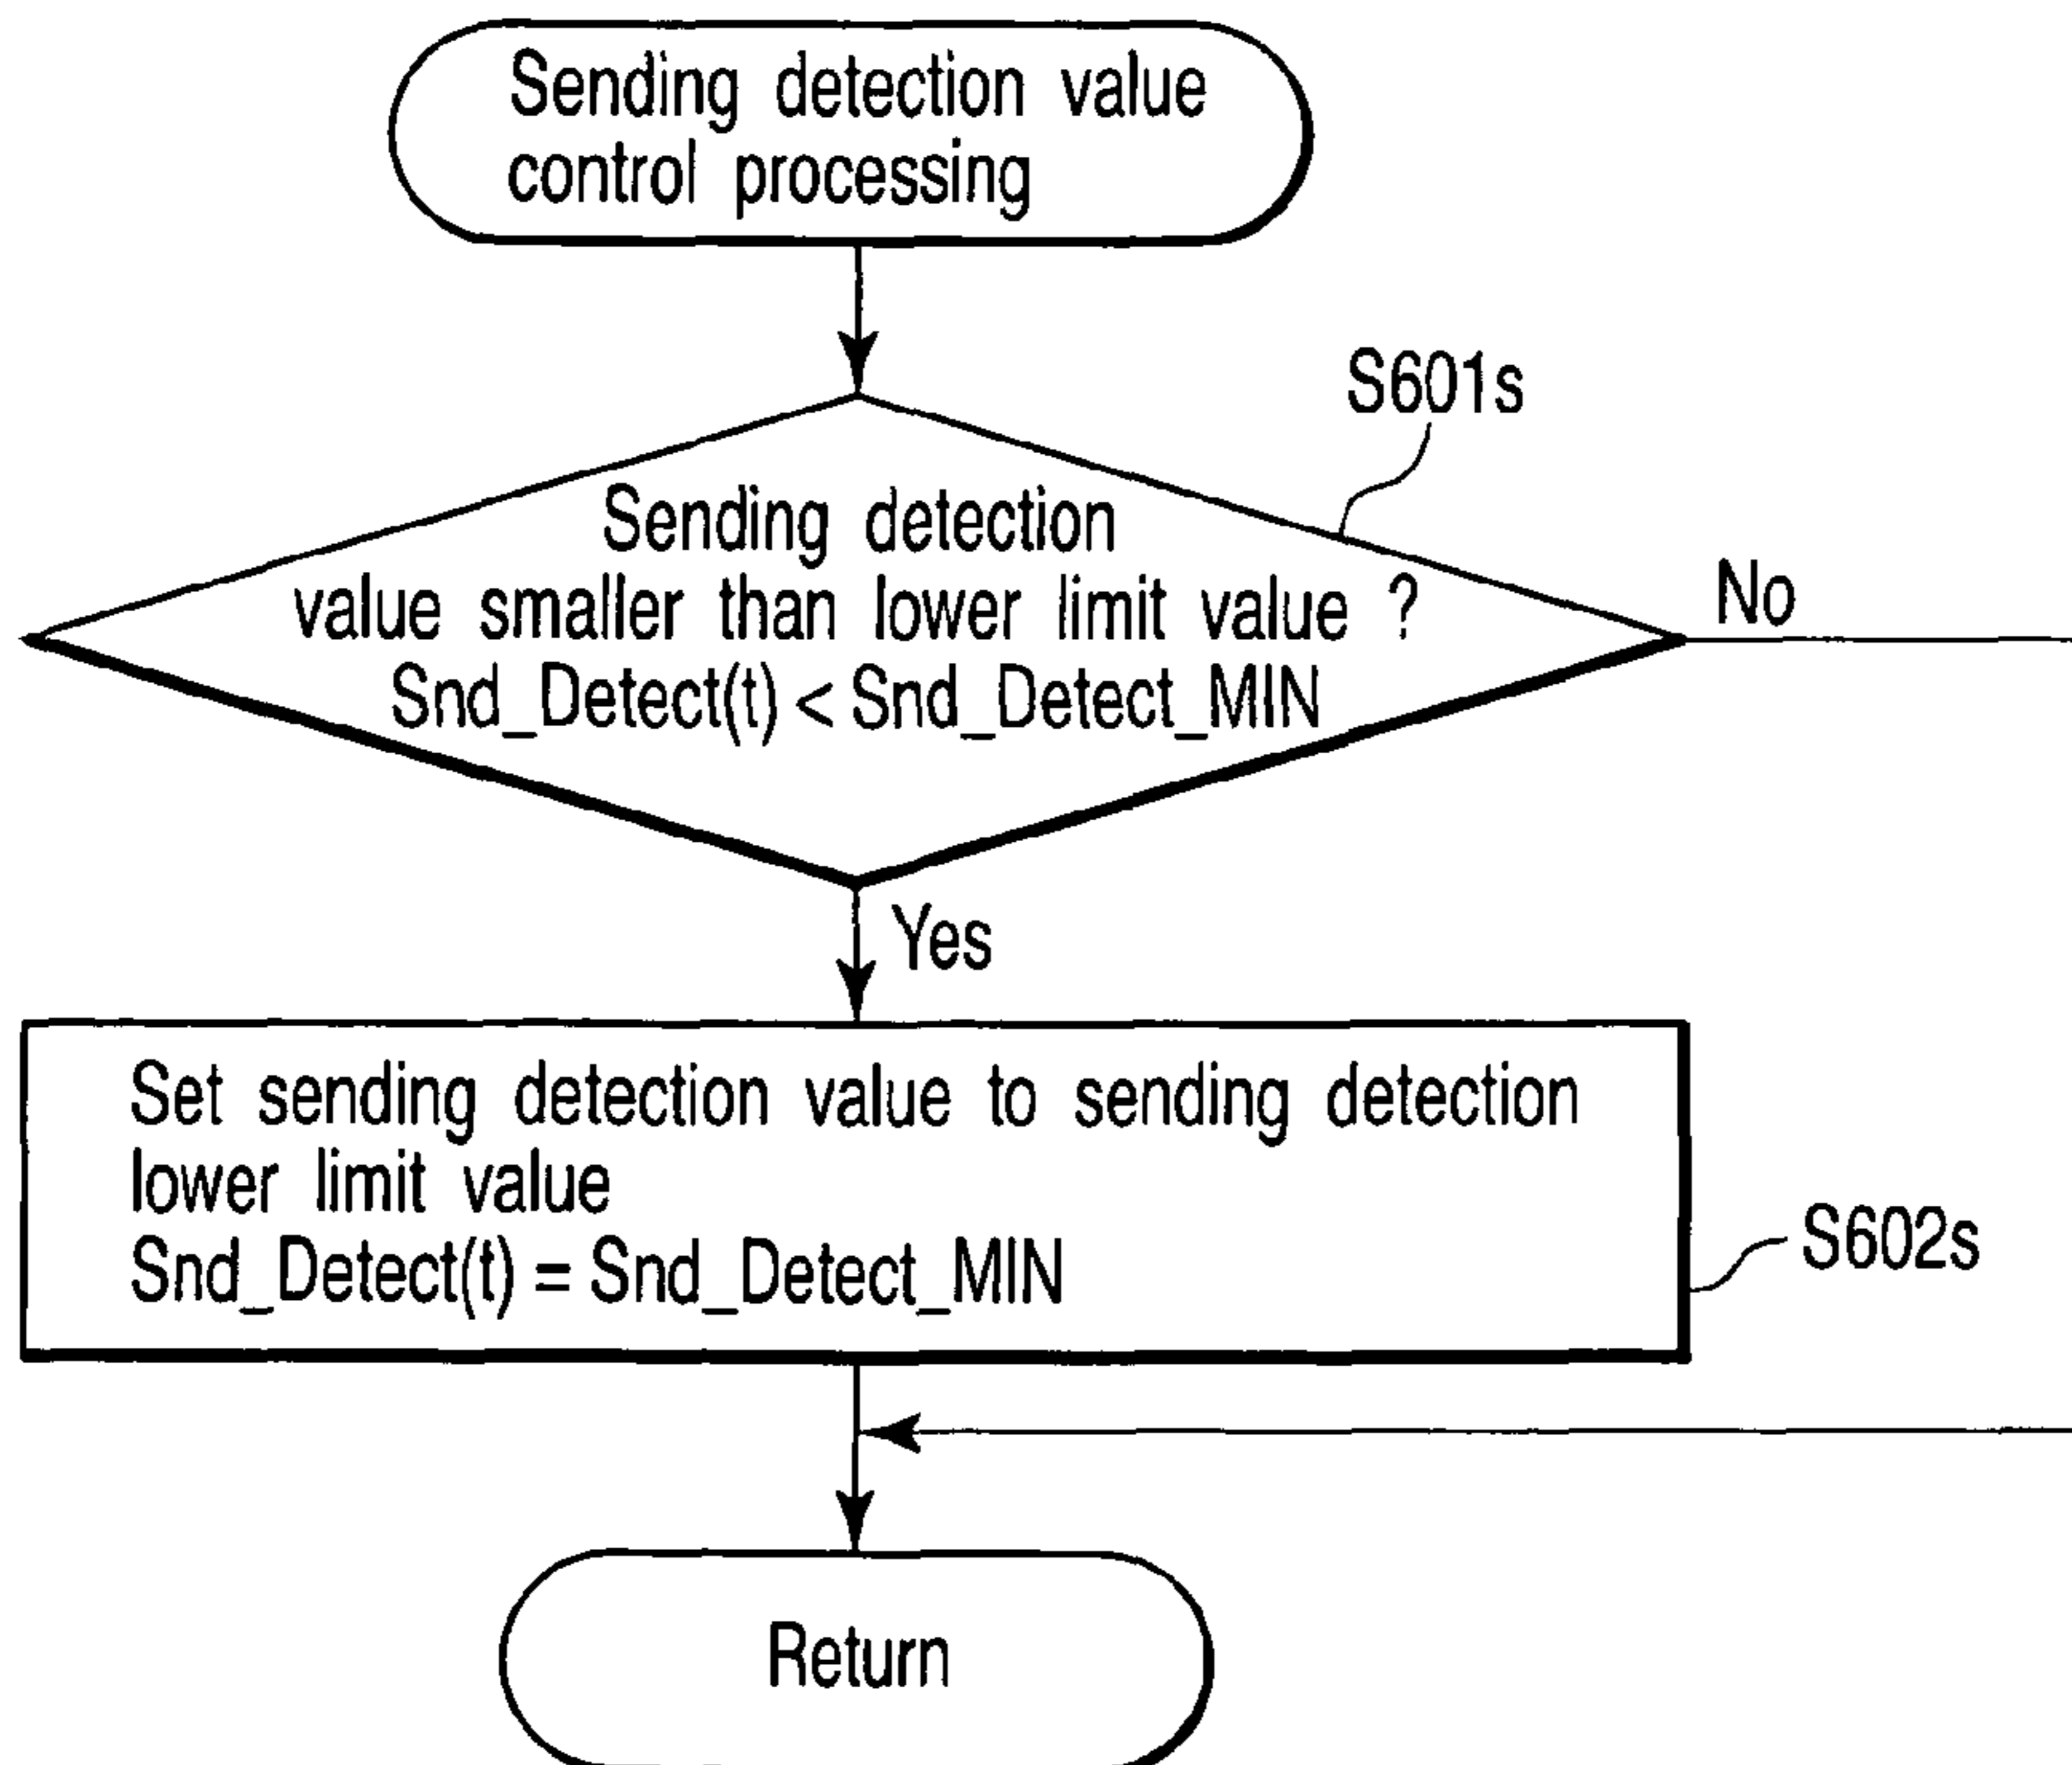 Sending detection value
control processing
S601s
Sending detection
value smaller than lower limit value ?
Snd_Detect(t) < Snd_Detect_MIN
No
Yes
Set sending detection value to sending detection
lower limit value
Snd_Detect(t) = Snd_Detect_MIN
S602s
Return